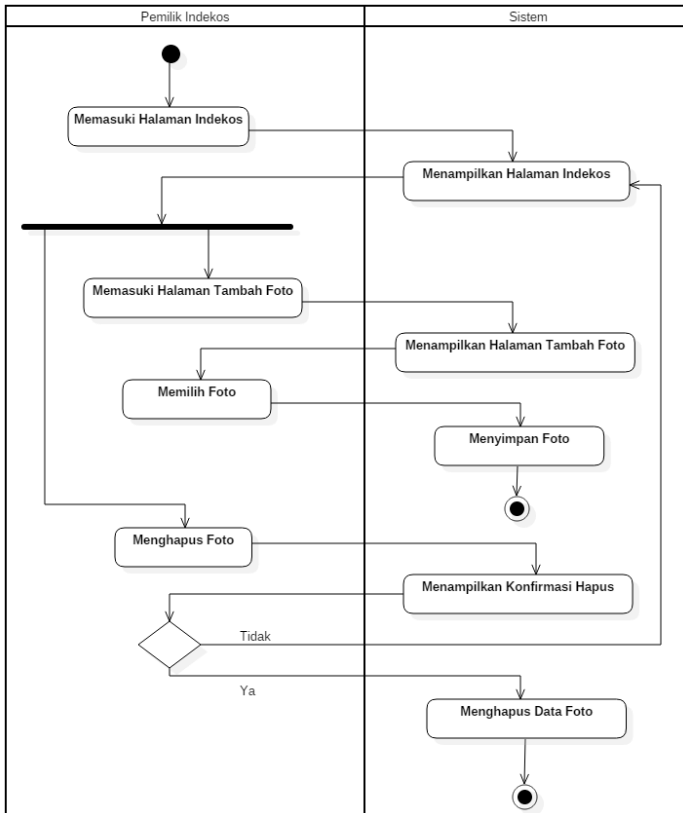 Pemilik Indekos
Sistem
Memasuki Halaman Indekos
Menampilkan Halaman Indekos
Memasuki Halaman Tambah Foto
Menampilkan Halaman Tambah Foto
Memilih Foto
Menyimpan Foto
Menghapus Foto
Menampilkan Konfirmasi Hapus
Tidak
Ya
Menghapus Data Foto